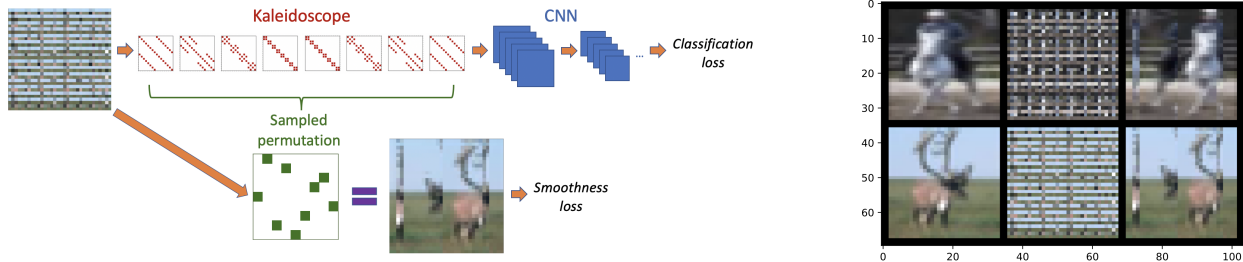 Kaleidoscope
CNN
...
Classification
loss
Sampled
permutation
Smoothness
loss
0
10
20
30
40
50
60
0
20
40
60
80
100